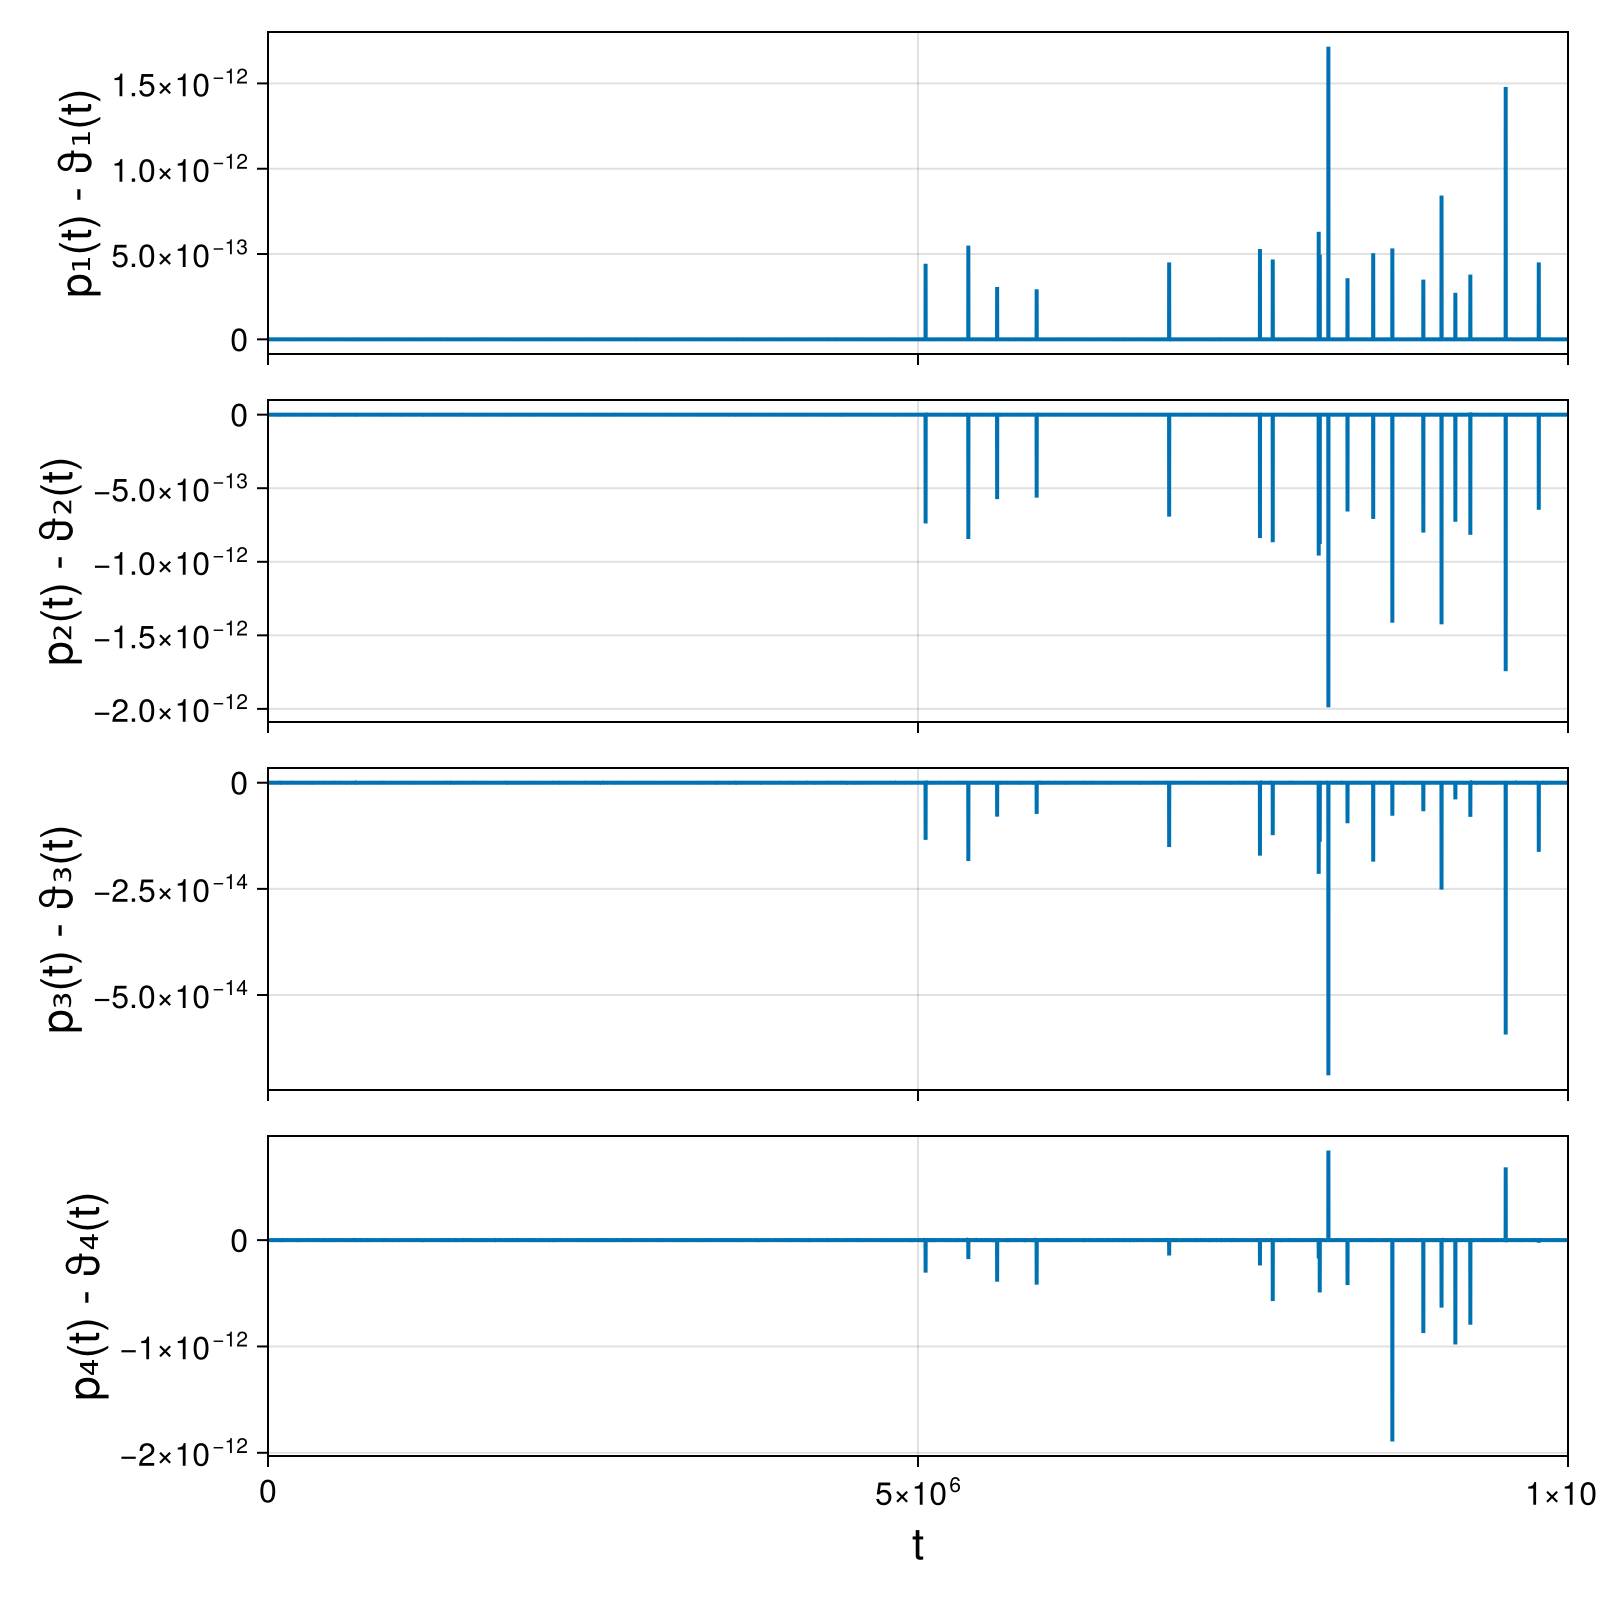 p₁(t) - ϑ₁(t)
1.5×10⁻¹²
1.0×10⁻¹²
5.0×10⁻¹³
0
p₂(t) - ϑ₂(t)
0
−5.0×10⁻¹³
−1.0×10⁻¹²
−1.5×10⁻¹²
−2.0×10⁻¹²
p₃(t) - ϑ₃(t)
0
−2.5×10⁻¹⁴
−5.0×10⁻¹⁴
p₄(t) - ϑ₄(t)
0
−1×10⁻¹²
−2×10⁻¹²
0 5×10⁶ 1×10
t